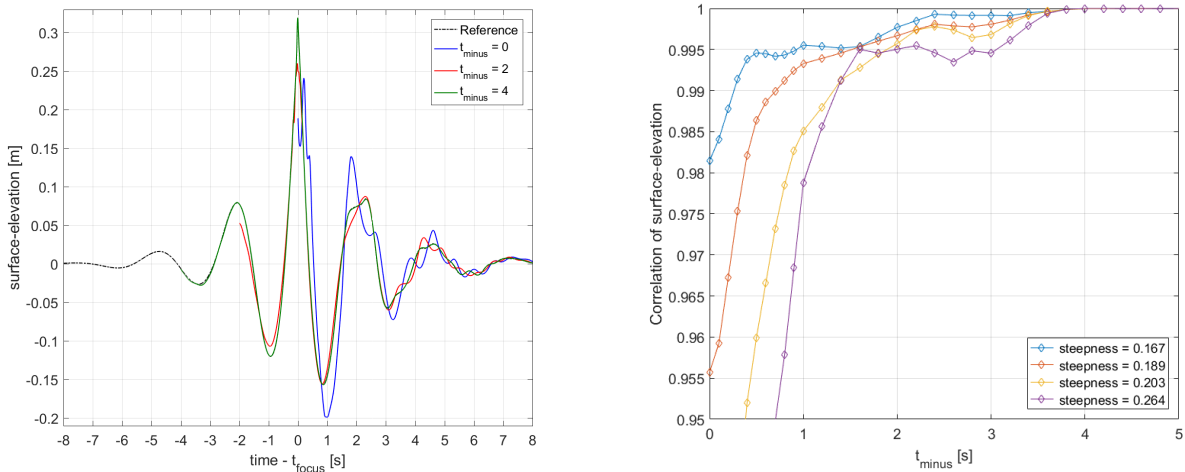 0.3
0.25
0.2
0.15
0.1
0.05
0
-0.05
-0.1
-0.15
-0.2
surface-elevation [m]
-8 -7 -6 -5 -4 -3 -2 -1 0 1 2 3 4 5 6 7 8
time - t_focus [s]
Reference
t_minus = 0
t_minus = 2
t_minus = 4
1
0.995
0.99
0.985
0.98
0.975
0.97
0.965
0.96
0.955
0.95
Correlation of surface-elevation
0 1 2 3 4 5
t_minus [s]
steepness = 0.167
steepness = 0.189
steepness = 0.203
steepness = 0.264